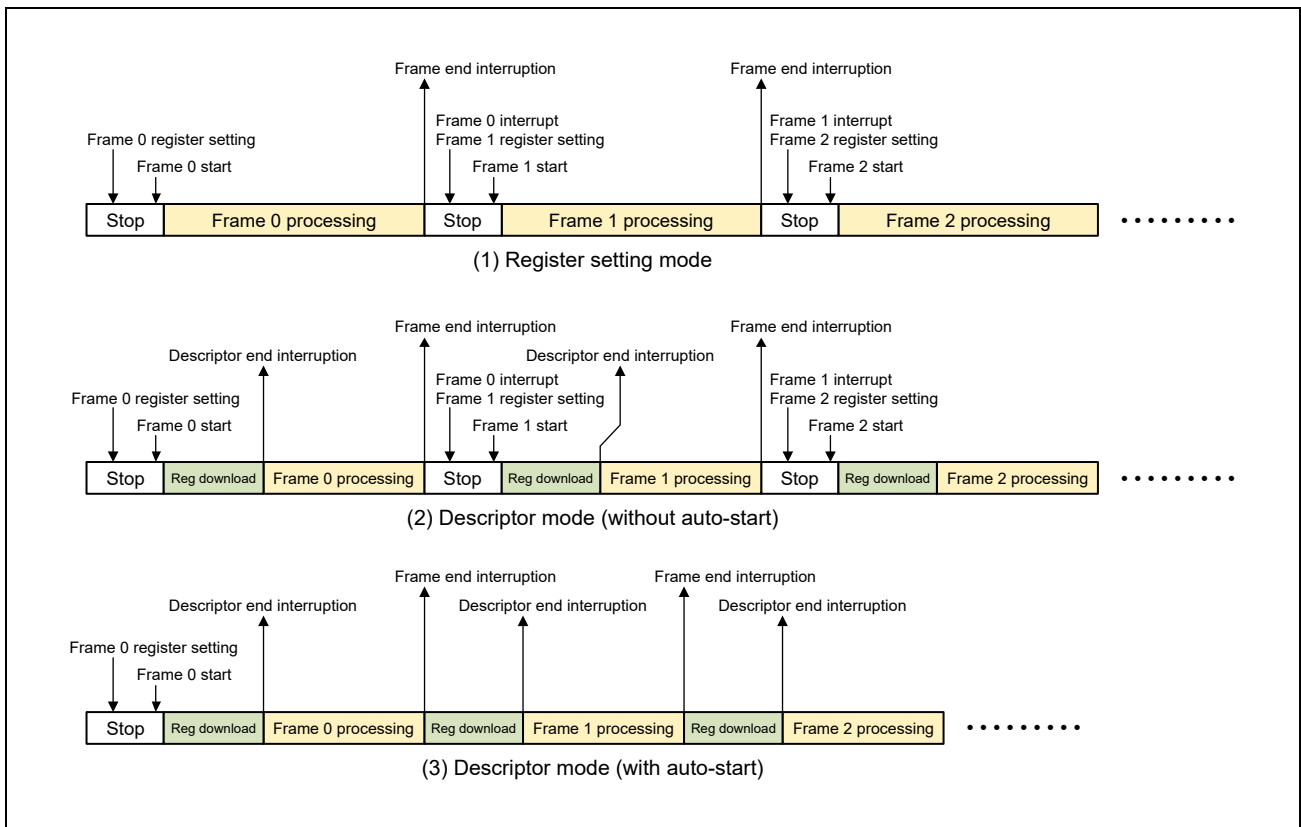 Frame end interruption
Frame end interruption
Frame 0 interrupt
Frame 1 register setting
Frame 1 interrupt
Frame 2 register setting
Frame 0 register setting
Frame 0 start
Frame 1 start
Frame 2 start
Stop
Frame 0 processing
Stop
Frame 1 processing
Stop
Frame 2 processing
(1) Register setting mode
Frame end interruption
Frame end interruption
Descriptor end interruption
Descriptor end interruption
Frame 0 interrupt
Frame 1 register setting
Frame 1 interrupt
Frame 2 register setting
Frame 0 register setting
Frame 0 start
Frame 1 start
Frame 2 start
Stop
Reg download
Frame 0 processing
Stop
Reg download
Frame 1 processing
Stop
Reg download
Frame 2 processing
(2) Descriptor mode (without auto-start)
Frame end interruption
Frame end interruption
Descriptor end interruption
Descriptor end interruption
Descriptor end interruption
Frame 0 register setting
Frame 0 start
Stop
Reg download
Frame 0 processing
Reg download
Frame 1 processing
Reg download
Frame 2 processing
(3) Descriptor mode (with auto-start)